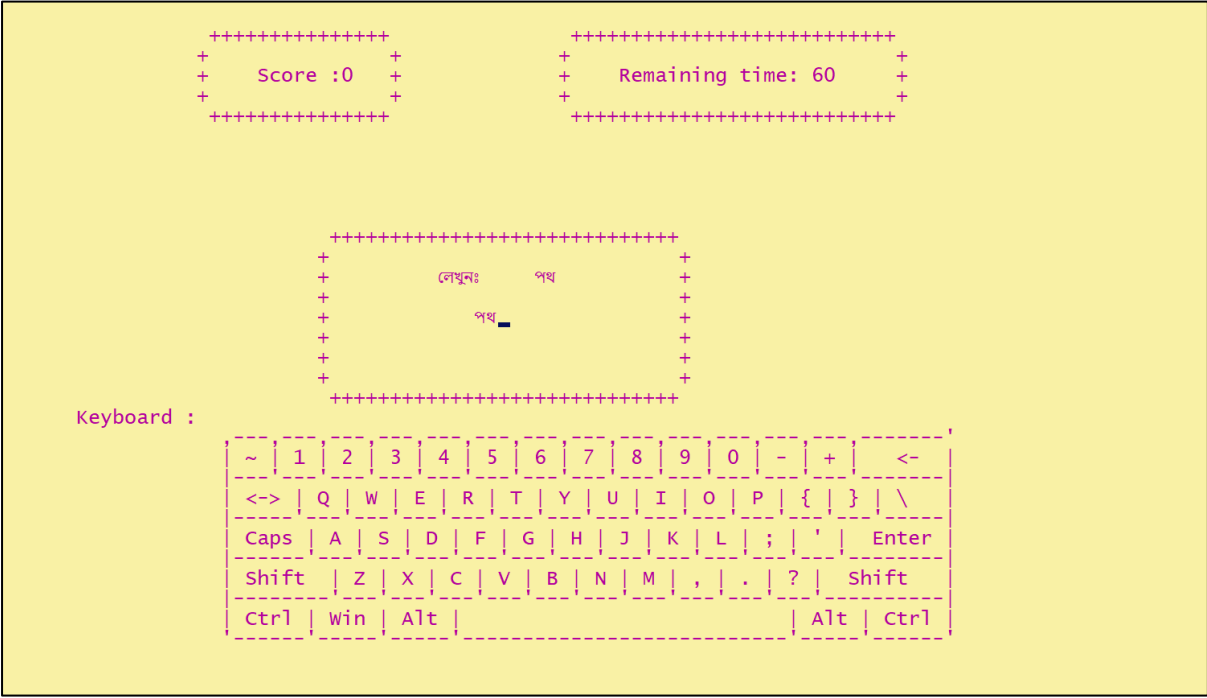 Score :0 Remaining time: 60
লেখুনঃ পথ
পথ
Keyboard :
~ | 1 | 2 | 3 | 4 | 5 | 6 | 7 | 8 | 9 | 0 | - | + | <-
<-> | Q | W | E | R | T | Y | U | I | O | P | { | } | \
Caps | A | S | D | F | G | H | J | K | L | ; | ' | Enter
Shift | Z | X | C | V | B | N | M | , | . | ? | Shift
Ctrl | Win | Alt | | Alt | Ctrl